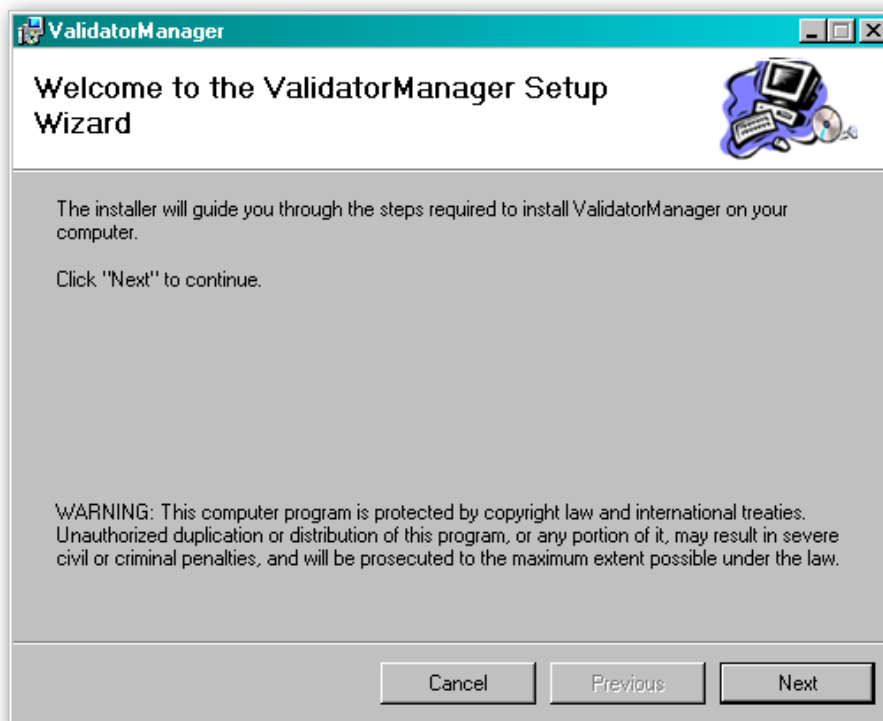 ValidatorManager
Welcome to the ValidatorManager Setup
Wizard
The installer will guide you through the steps required to install ValidatorManager on your
computer.
Click "Next" to continue.
WARNING: This computer program is protected by copyright law and international treaties.
Unauthorized duplication or distribution of this program, or any portion of it, may result in severe
civil or criminal penalties, and will be prosecuted to the maximum extent possible under the law.
Cancel
Previous
Next